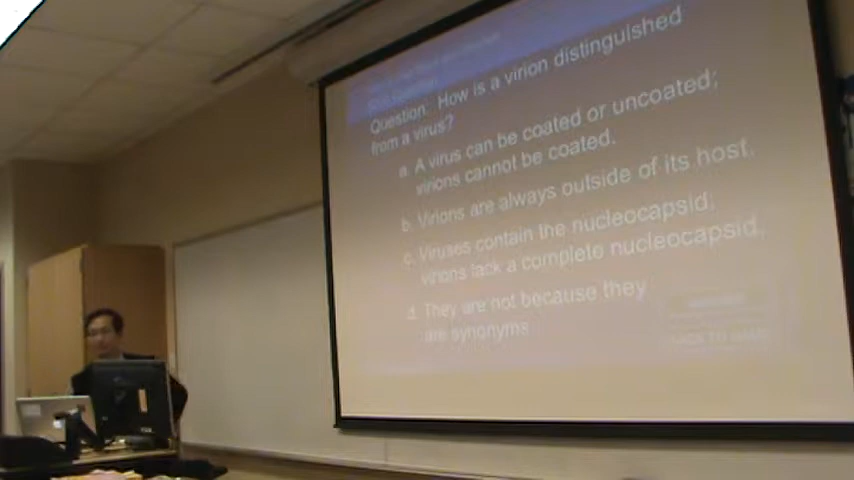 Question: How is a virion distinguished
from a virus?
a. A virus can be coated or uncoated;
virions cannot be coated.
b. Virions are always outside of its host.
c. Viruses contain the nucleocapsid;
virions lack a complete nucleocapsid.
d. They are not because they
are synonyms